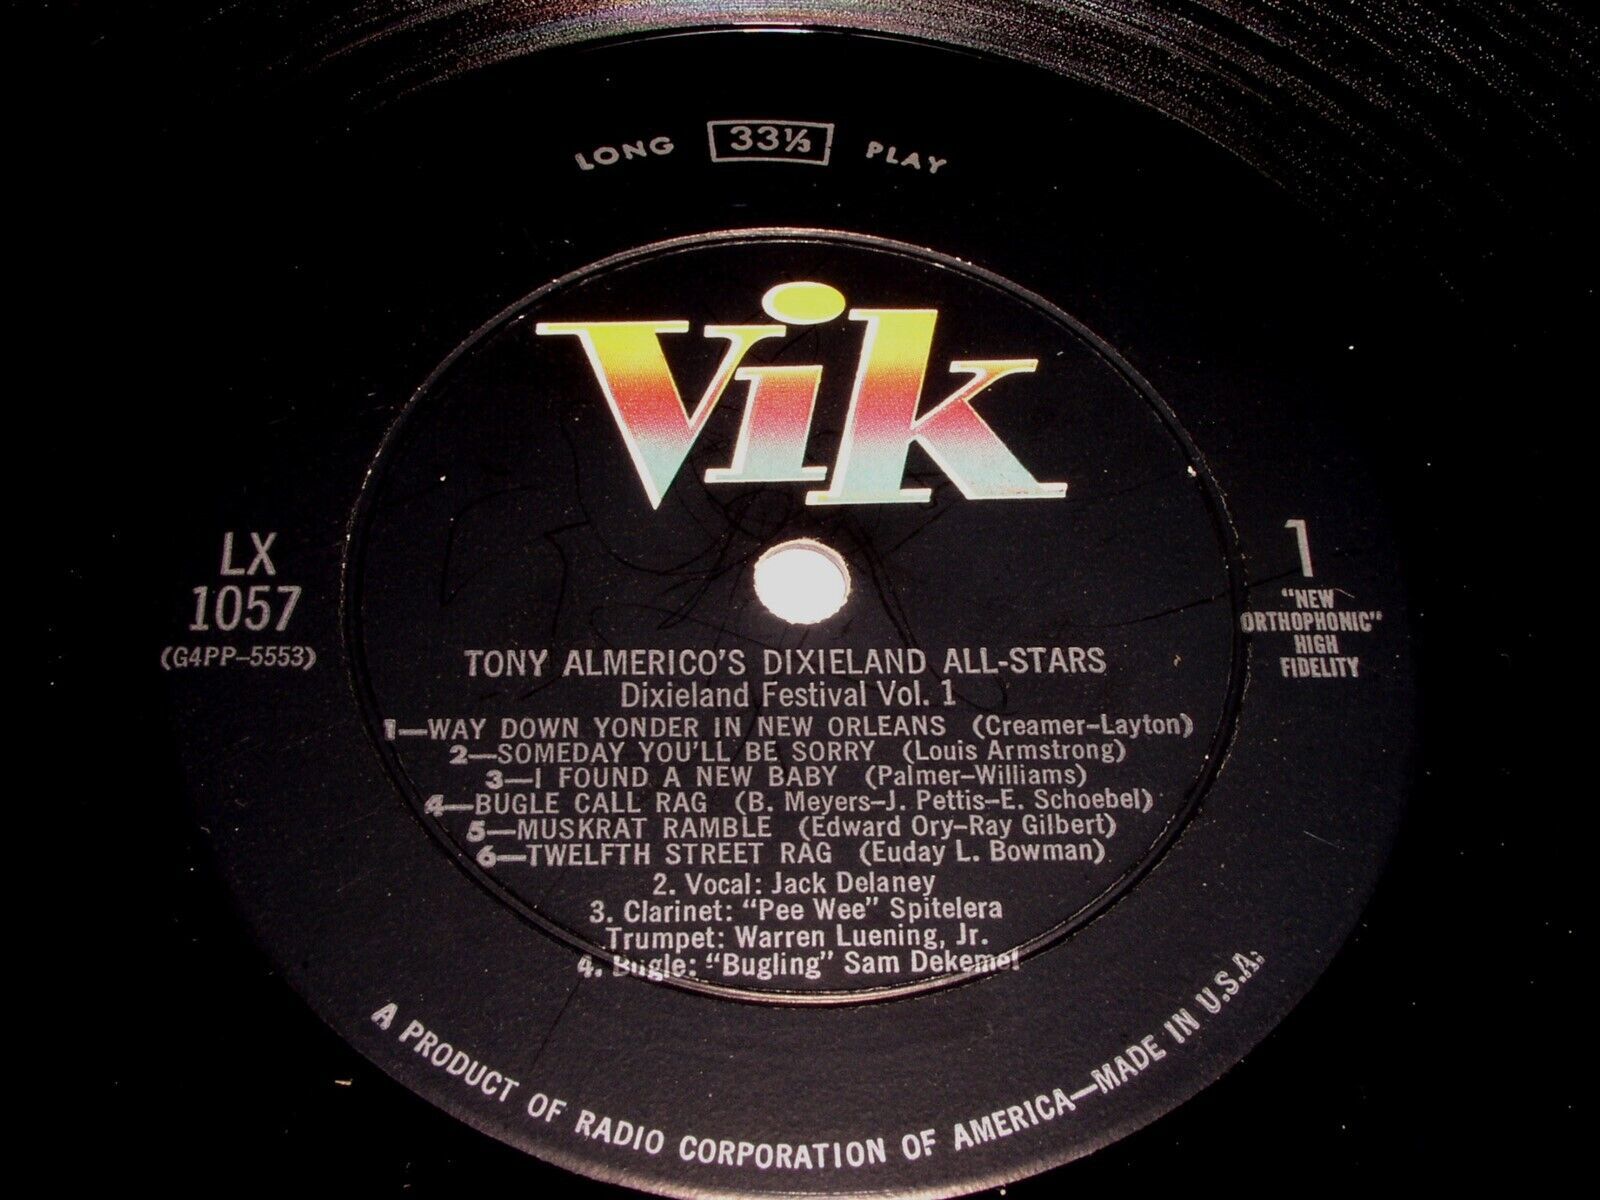 LONG 33⅓ PLAY
Vik
LX
1057
(G4PP-5553)
1
"NEW
ORTHOPHONIC"
HIGH
FIDELITY
TONY ALMERICO'S DIXIELAND ALL-STARS
Dixieland Festival Vol. 1
1—WAY DOWN YONDER IN NEW ORLEANS (Creamer-Layton)
2—SOMEDAY YOU'LL BE SORRY (Louis Armstrong)
3—I FOUND A NEW BABY (Palmer-Williams)
4—BUGLE CALL RAG (B. Meyers-J. Pettis-E. Schoebel)
5—MUSKRAT RAMBLE (Edward Ory-Ray Gilbert)
6—TWELFTH STREET RAG (Euday L. Bowman)
2. Vocal: Jack Delaney
3. Clarinet: "Pee Wee" Spitelera
Trumpet: Warren Luening, Jr.
4. Bugle: "Bugling" Sam Dekemel
A PRODUCT OF RADIO CORPORATION OF AMERICA—MADE IN U.S.A.